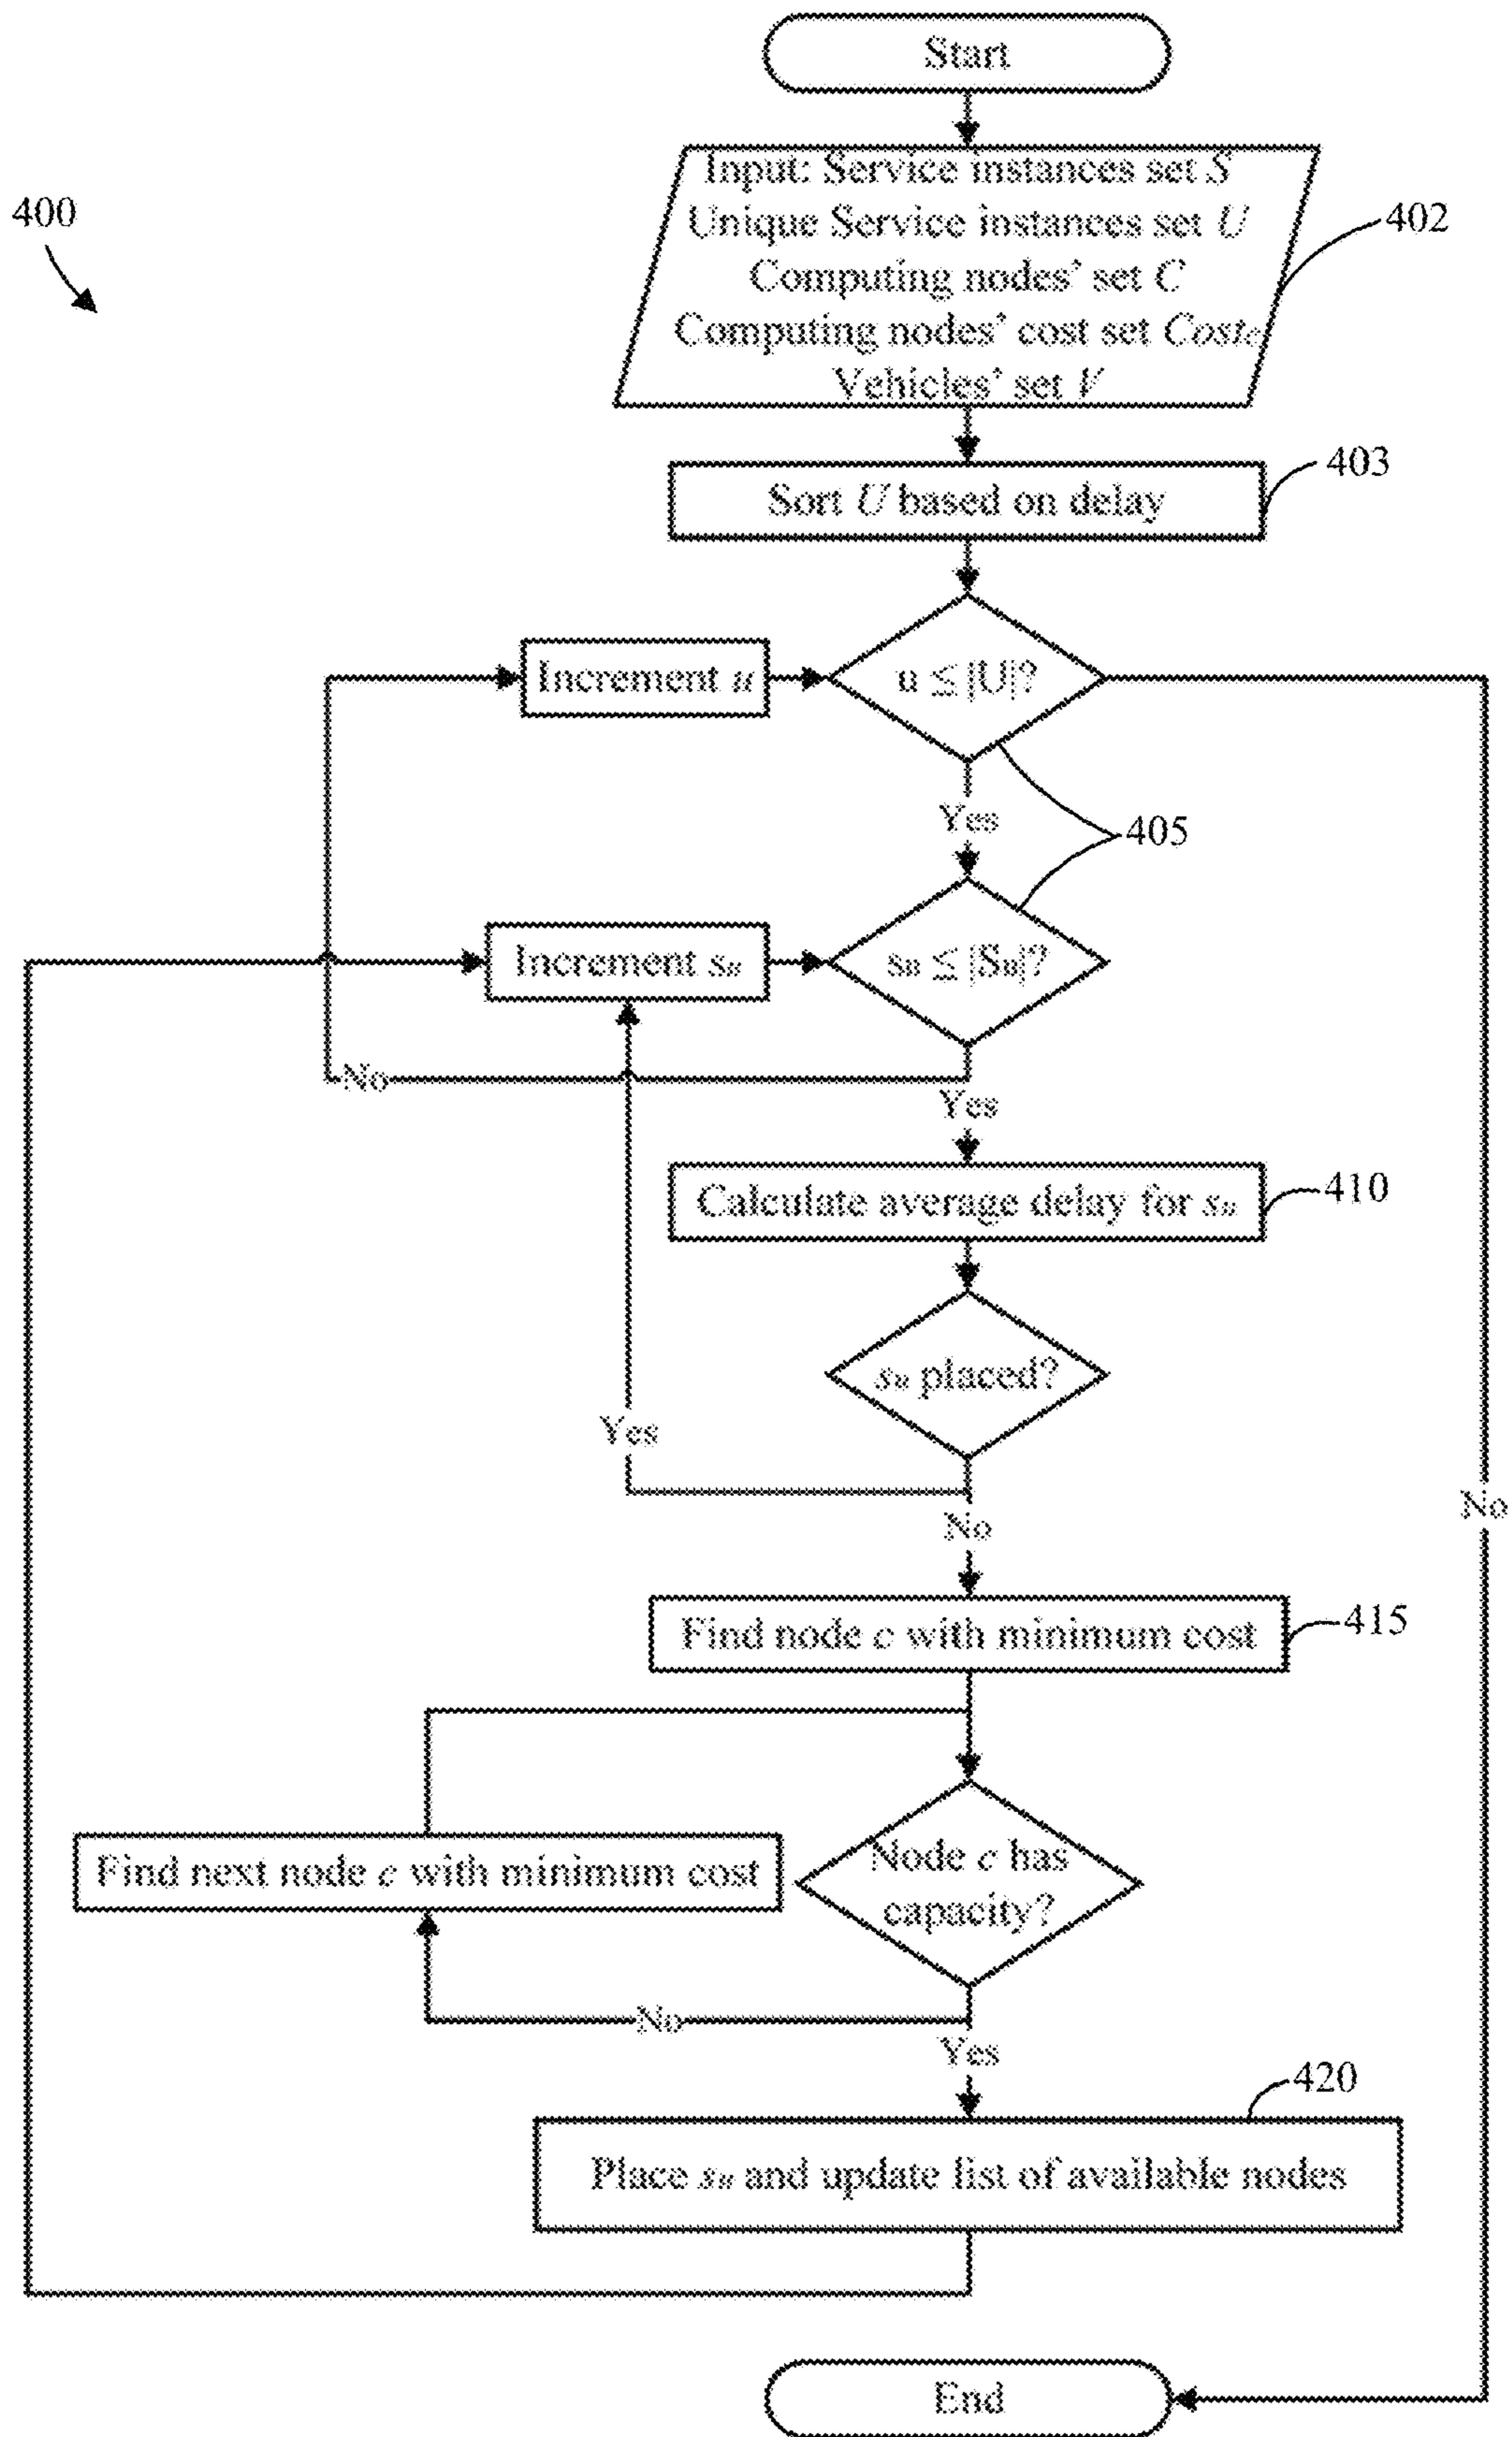 Start
400
Input: Service instances set S
Unique Service instances set U
Computing nodes' set C
Computing nodes' cost set Costc
Vehicles' set V
402
Sort U based on delay
403
Increment u
u ≦ |U|?
Yes
405
Increment su
su ≦ |Su|?
No
Yes
Calculate average delay for su
410
su placed?
Yes
No
No
Find node c with minimum cost
415
Find next node c with minimum cost
Node c has
capacity?
No
Yes
420
Place su and update list of available nodes
End